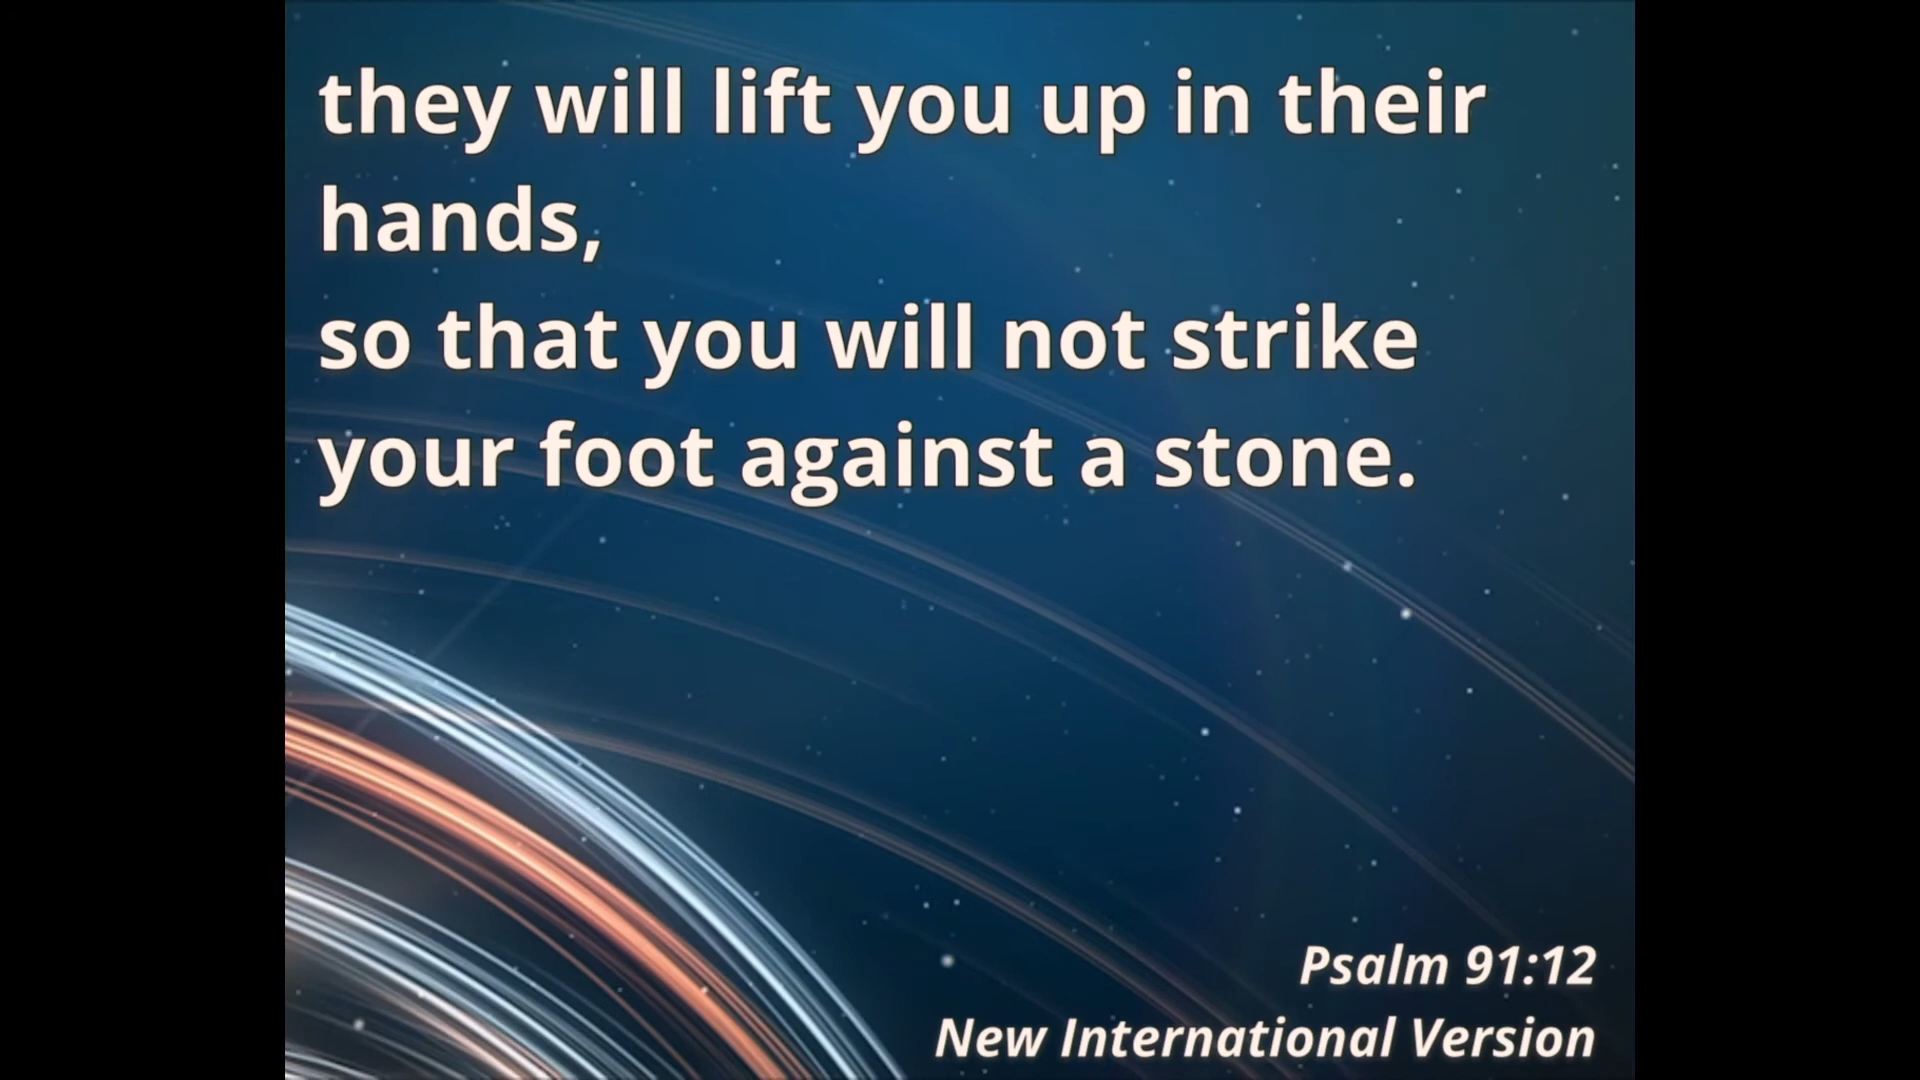 they will lift you up in their
hands,
so that you will not strike
your foot against a stone.
Psalm 91:12
New International Version